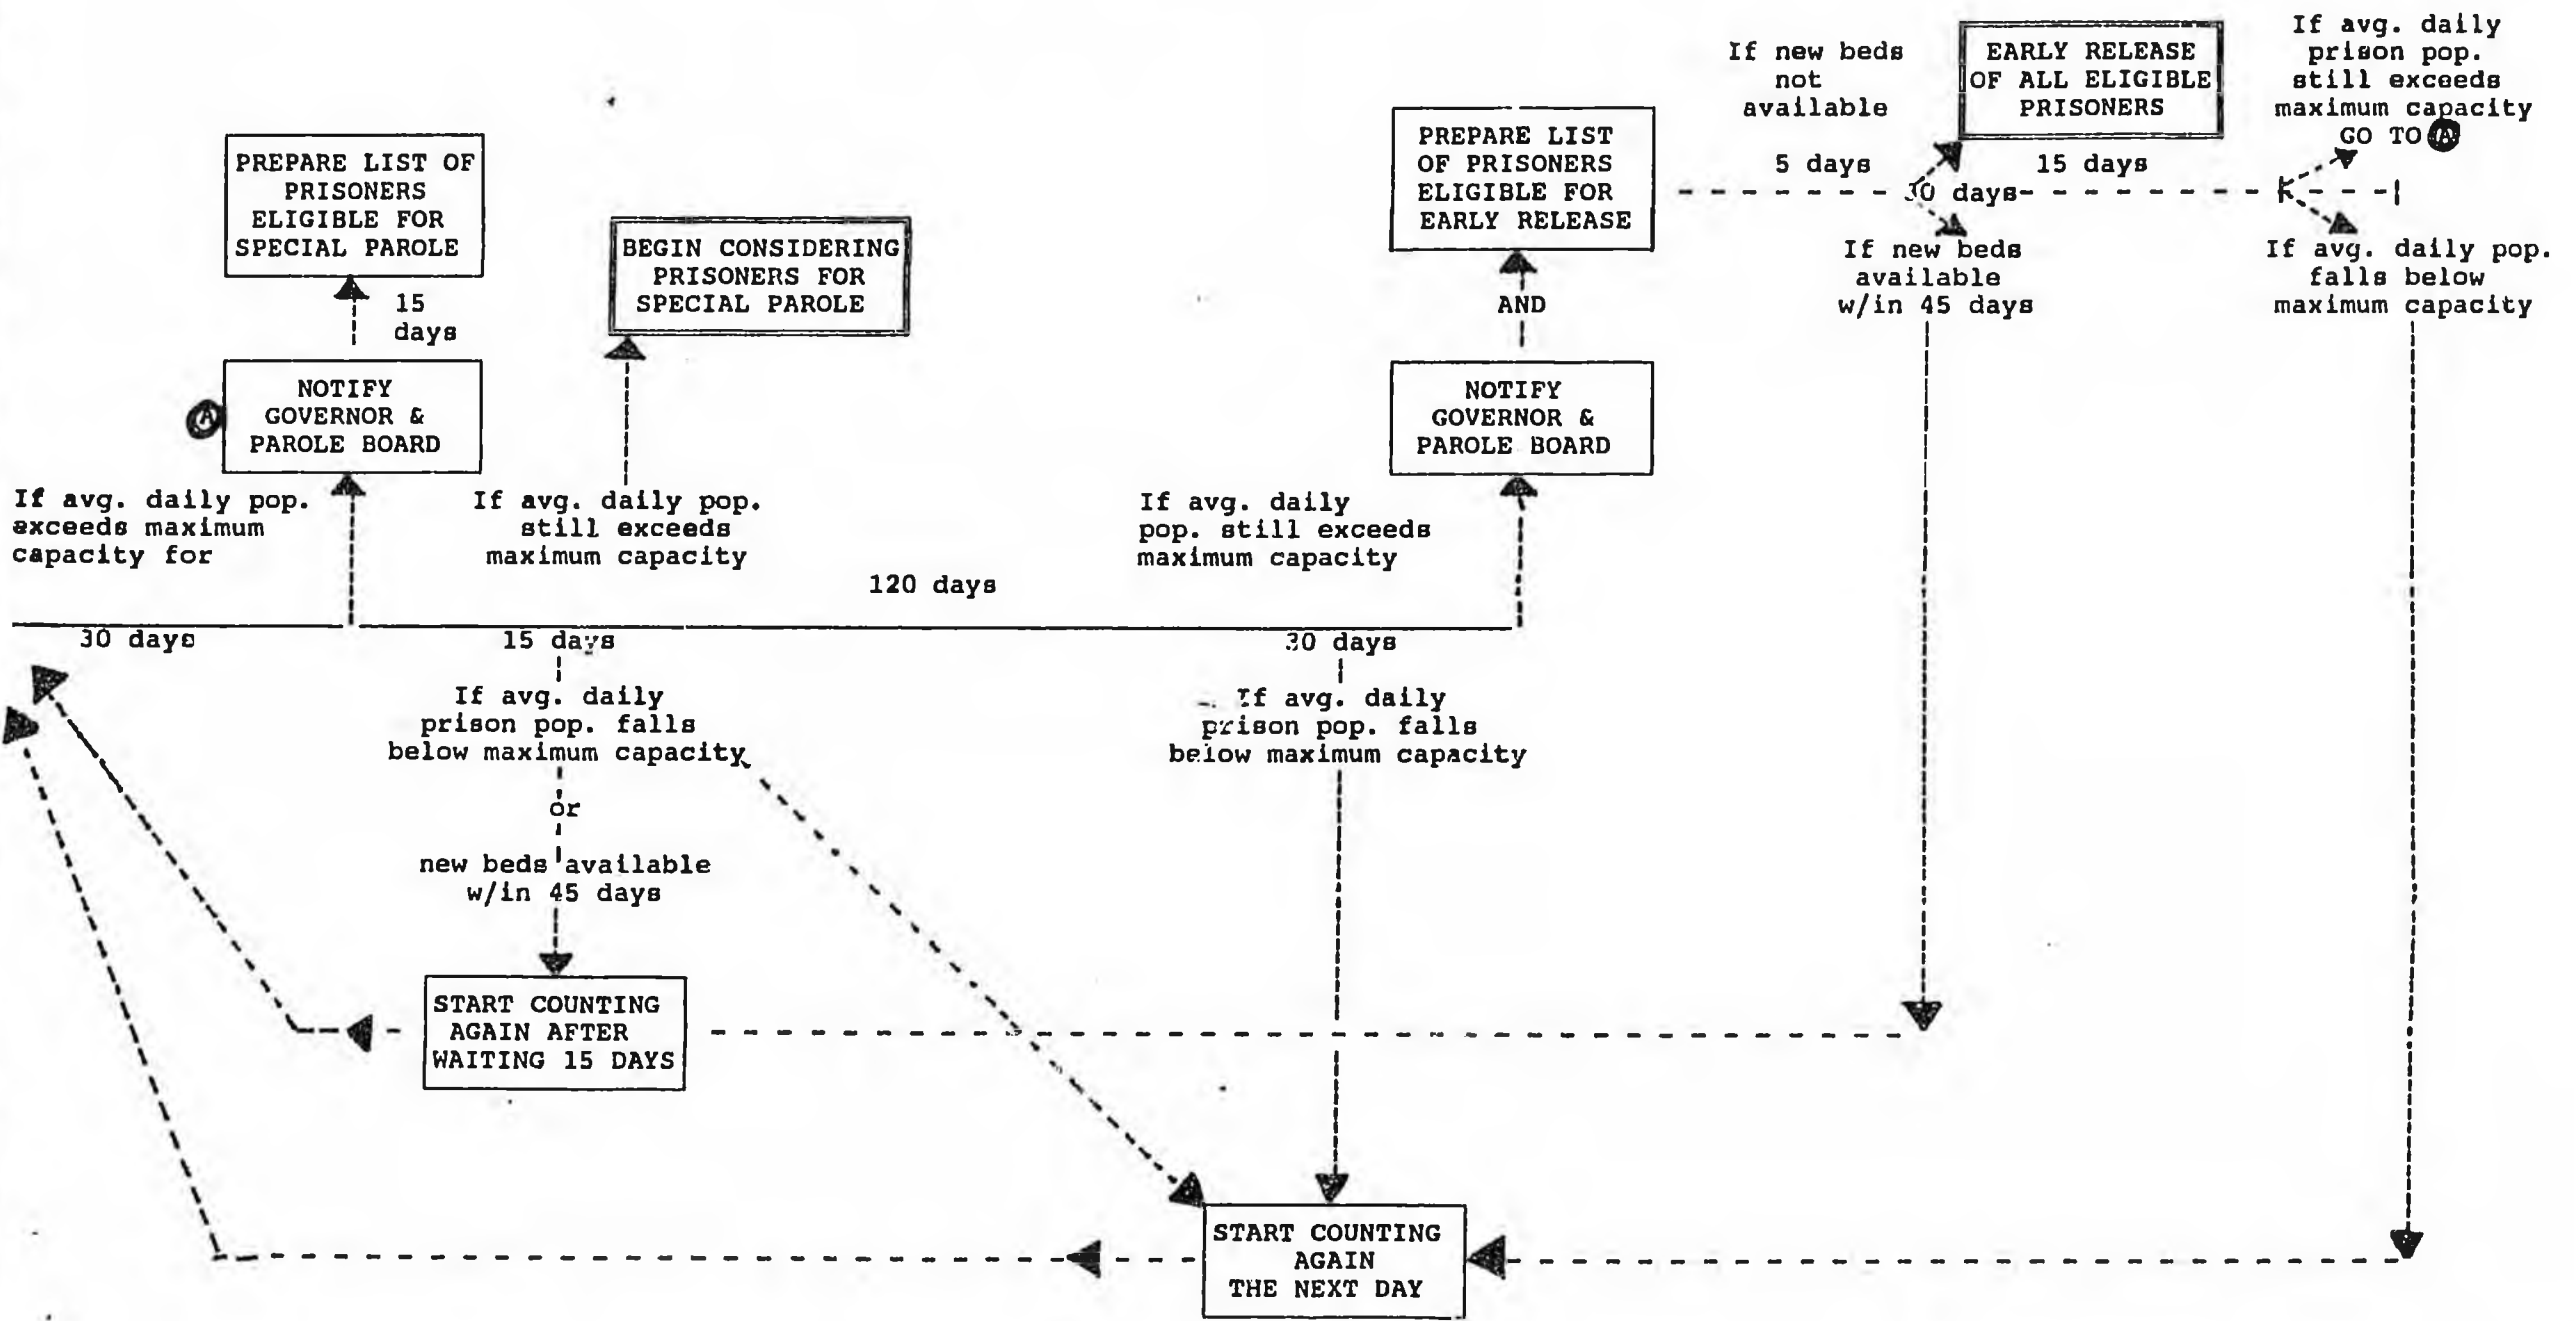 PREPARE LIST OF
PRISONERS
ELIGIBLE FOR
SPECIAL PAROLE
15
days
NOTIFY
GOVERNOR &
PAROLE BOARD
A
If avg. daily pop.
exceeds maximum
capacity for
30 days
BEGIN CONSIDERING
PRISONERS FOR
SPECIAL PAROLE
If avg. daily pop.
still exceeds
maximum capacity
15 days
120 days
If avg. daily
prison pop. falls
below maximum capacity
or
new beds available
w/in 45 days
START COUNTING
AGAIN AFTER
WAITING 15 DAYS
PREPARE LIST
OF PRISONERS
ELIGIBLE FOR
EARLY RELEASE
AND
NOTIFY
GOVERNOR &
PAROLE BOARD
If avg. daily
pop. still exceeds
maximum capacity
30 days
If avg. daily
prison pop. falls
below maximum capacity
START COUNTING
AGAIN
THE NEXT DAY
If new beds
not
available
5 days
EARLY RELEASE
OF ALL ELIGIBLE
PRISONERS
15 days
30 days
If new beds
available
w/in 45 days
If avg. daily
prison pop.
still exceeds
maximum capacity
GO TO A
If avg. daily pop.
falls below
maximum capacity